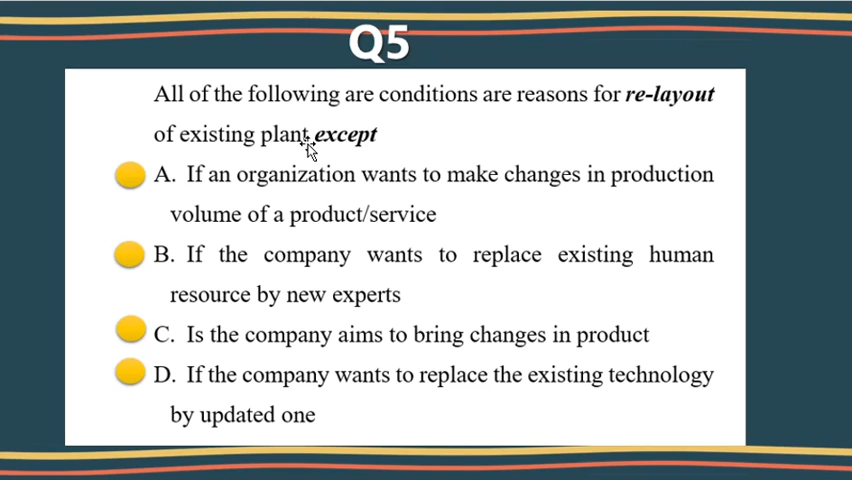 Q5
All of the following are conditions are reasons for re-layout
of existing plant except
A. If an organization wants to make changes in production
volume of a product/service
B. If the company wants to replace existing human
resource by new experts
C. Is the company aims to bring changes in product
D. If the company wants to replace the existing technology
by updated one